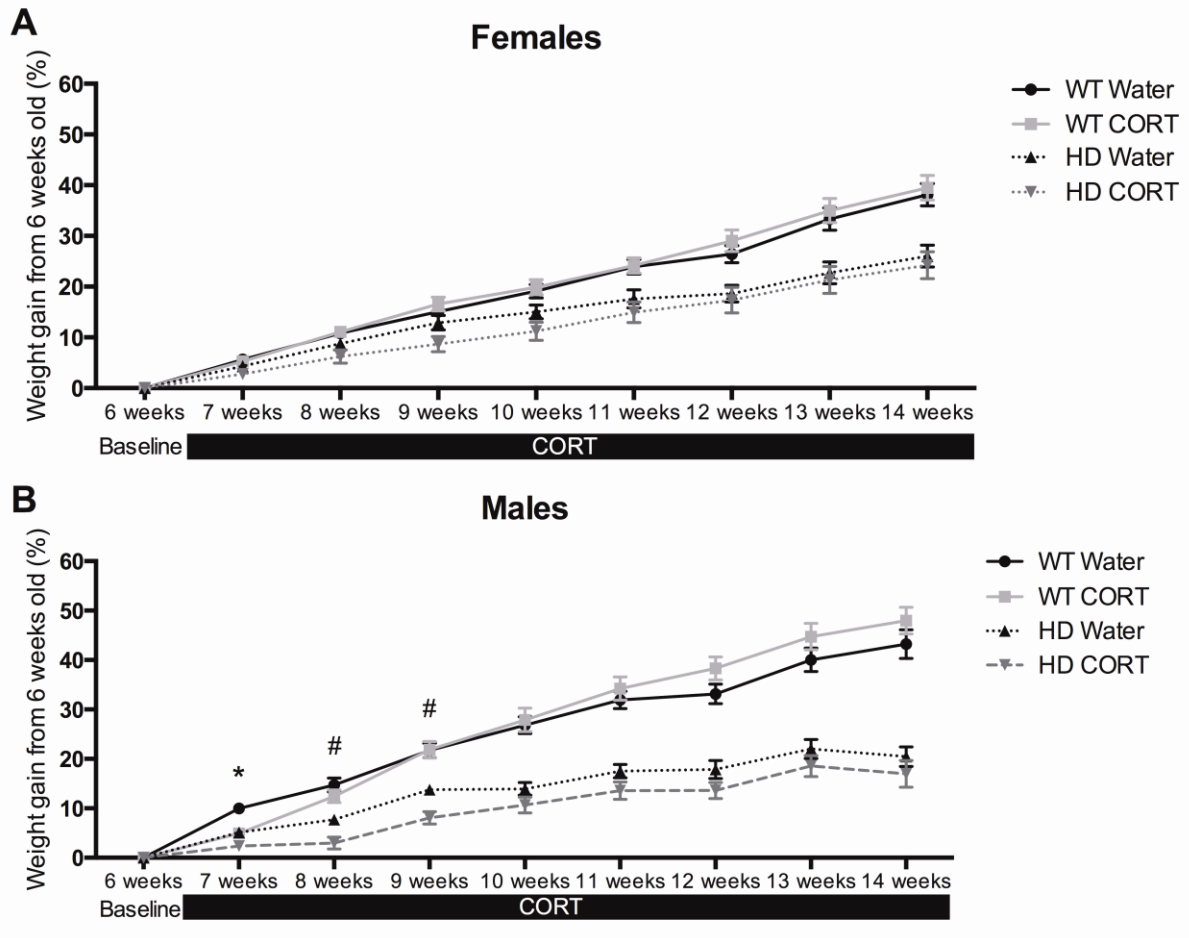 A
Females
Weight gain from 6 weeks old (%)
60
50
40
30
20
10
0
6 weeks 7 weeks 8 weeks 9 weeks 10 weeks 11 weeks 12 weeks 13 weeks 14 weeks
Baseline CORT
WT Water
WT CORT
HD Water
HD CORT
B
Males
Weight gain from 6 weeks old (%)
60
50
40
30
20
10
0
* # #
6 weeks 7 weeks 8 weeks 9 weeks 10 weeks 11 weeks 12 weeks 13 weeks 14 weeks
Baseline CORT
WT Water
WT CORT
HD Water
HD CORT